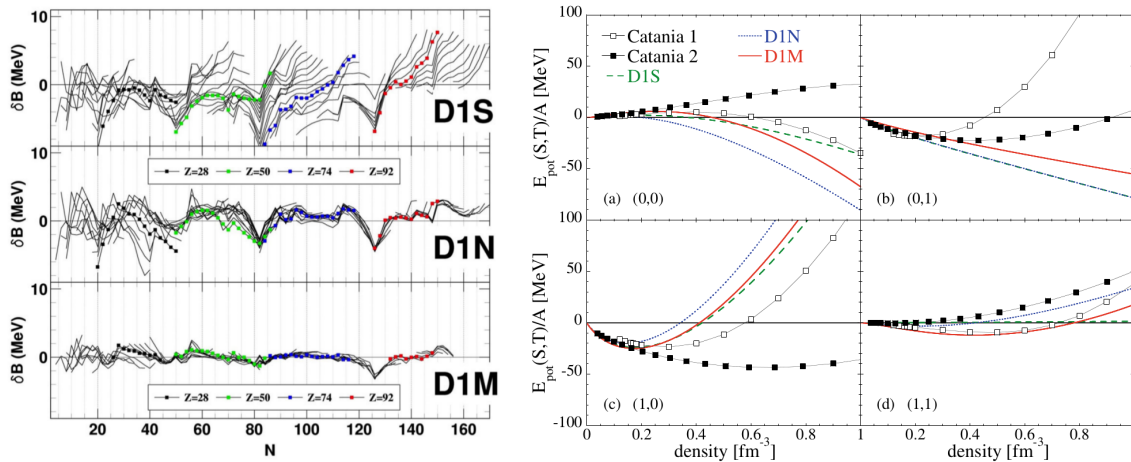 10
0
δB (MeV)
D1S
10
0
δB (MeV)
Z=28 Z=50 Z=74 Z=92
D1N
10
0
δB (MeV)
D1M
Z=28 Z=50 Z=74 Z=92
20 40 60 80 100 120 140 160
N
100
50
0
-50
E_pot(S,T)/A [MeV]
Catania 1
Catania 2
D1S
D1N
D1M
(a) (0,0)
(b) (0,1)
100
50
0
-50
-100
E_pot(S,T)/A [MeV]
(c) (1,0)
(d) (1,1)
0 0.2 0.4 0.6 0.8 1
0.2 0.4 0.6 0.8 1
density [fm⁻³]
density [fm⁻³]